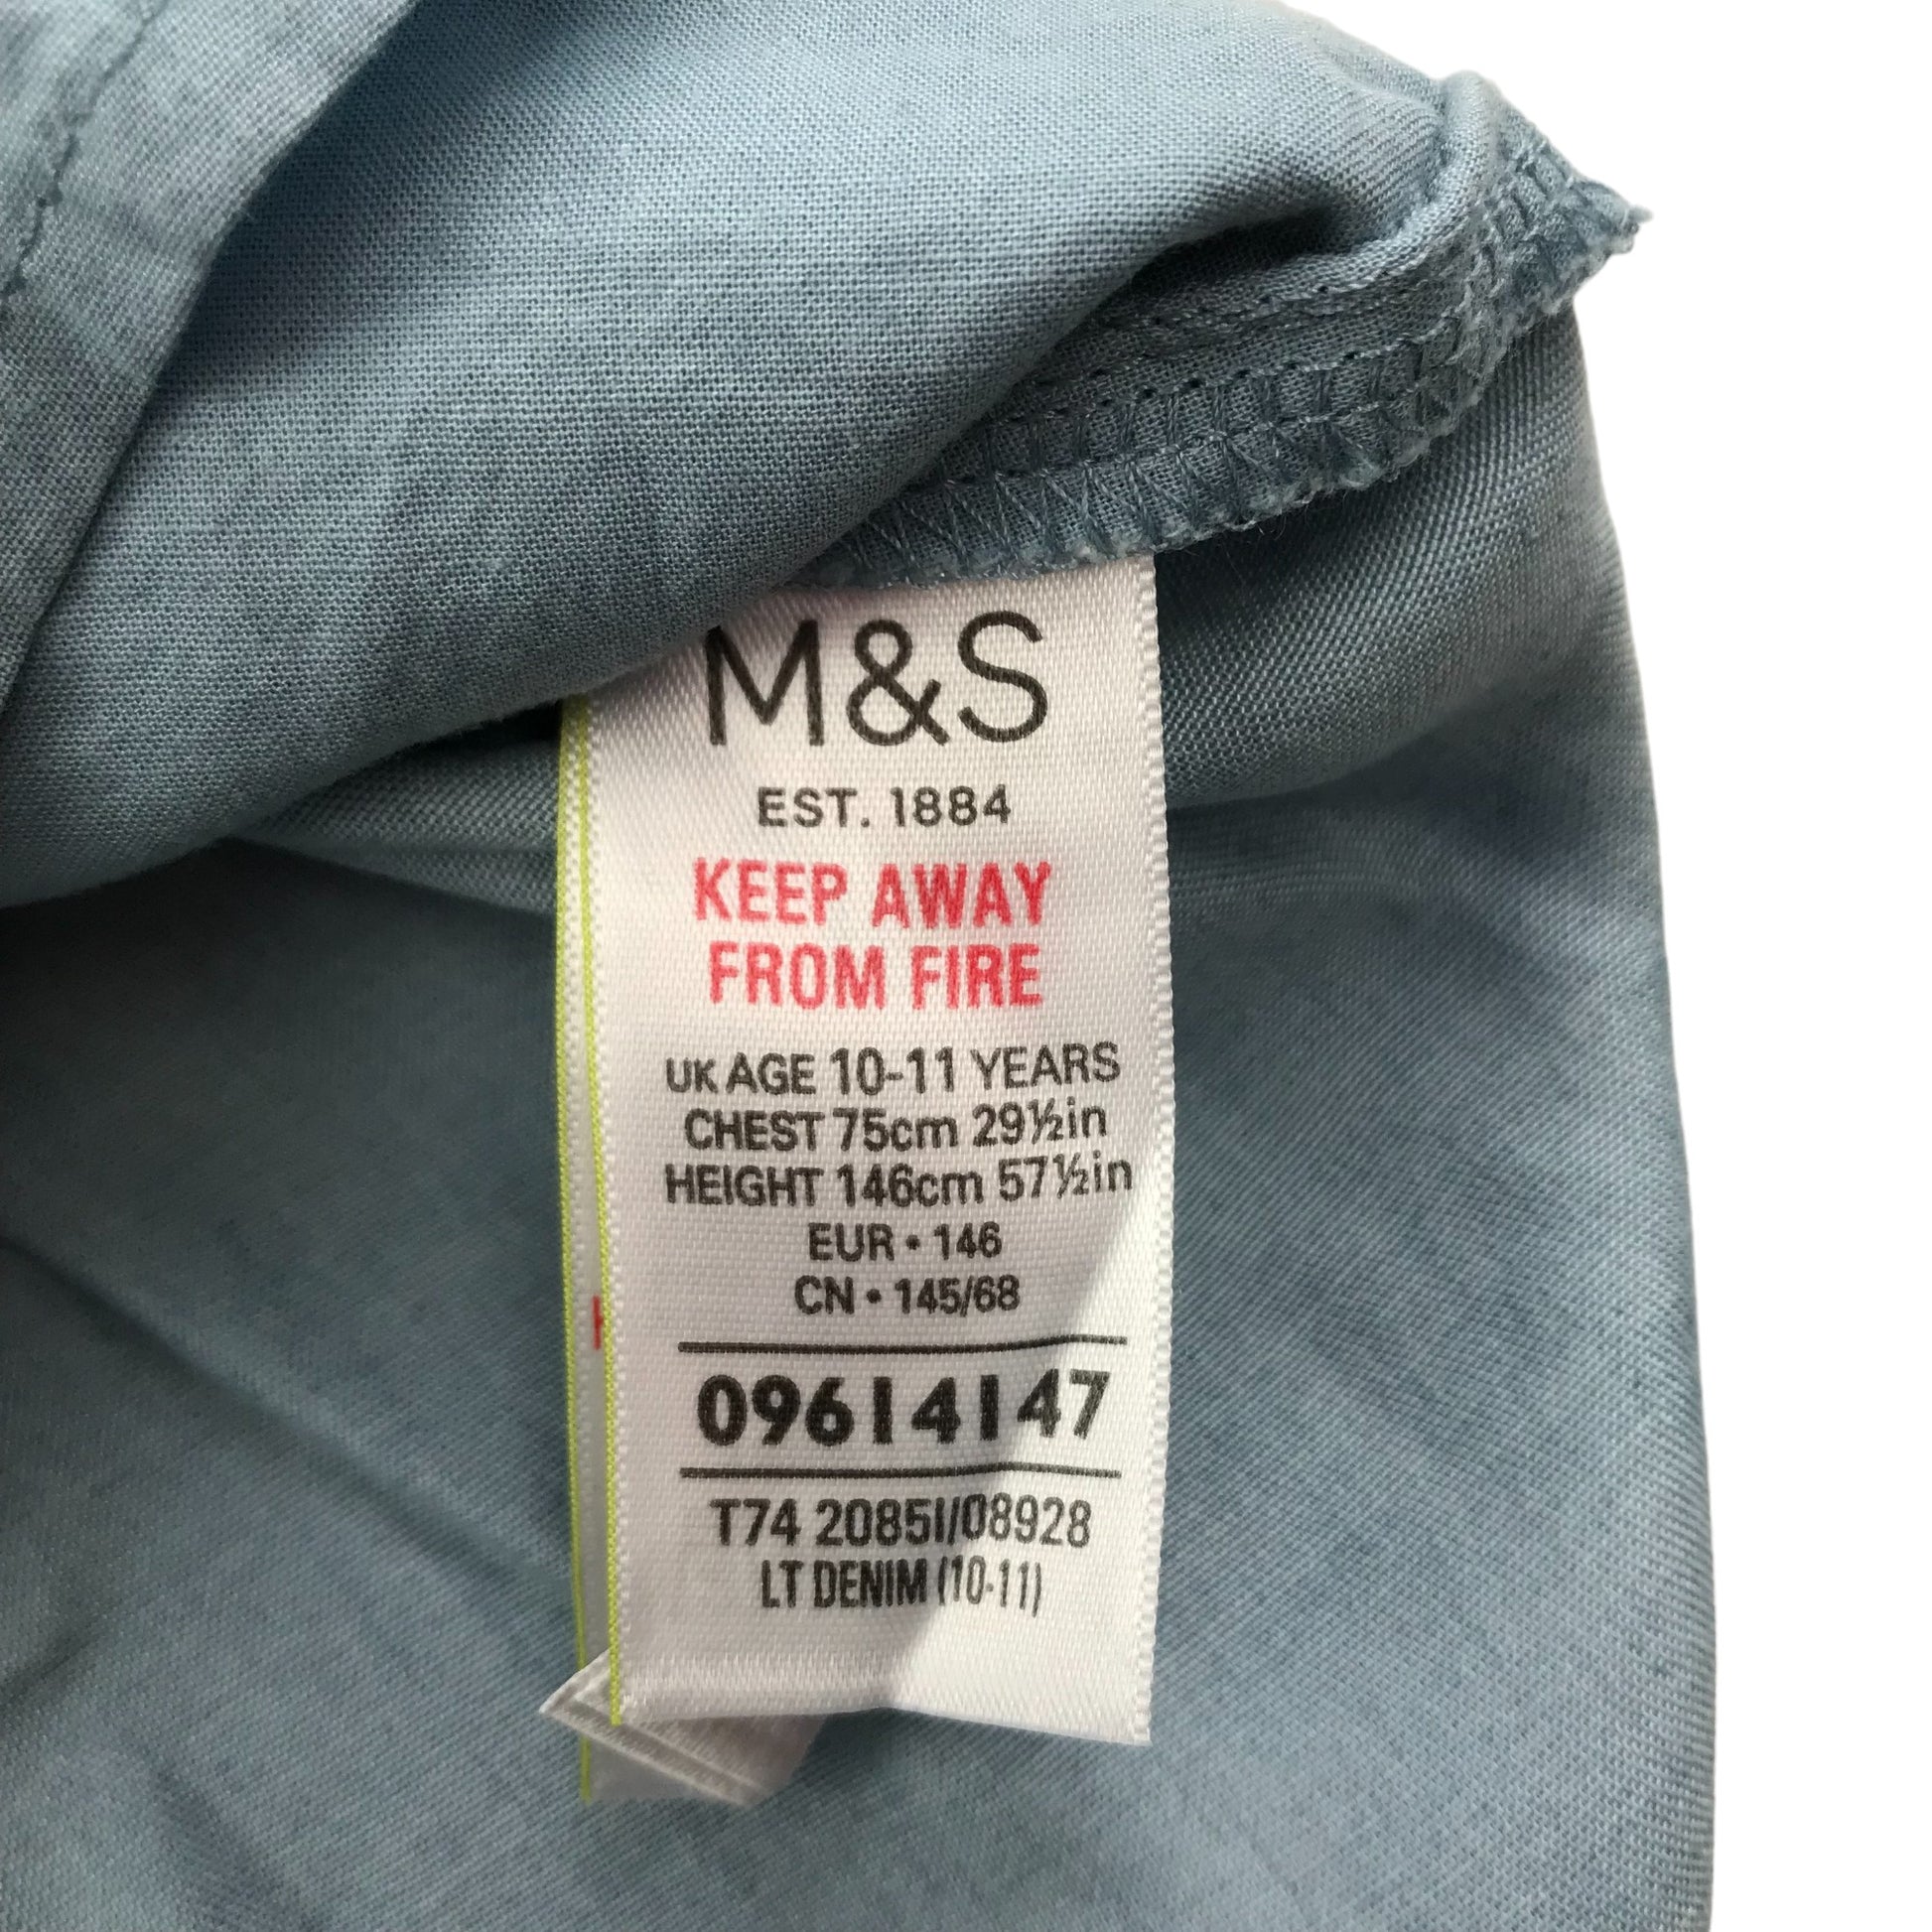 M&S
EST. 1884
KEEP AWAY
FROM FIRE
UK AGE 10-11 YEARS
CHEST 75cm 29½in
HEIGHT 146cm 57½in
EUR • 146
CN • 145/68
09614147
T74 20851/08928
LT DENIM (10-11)